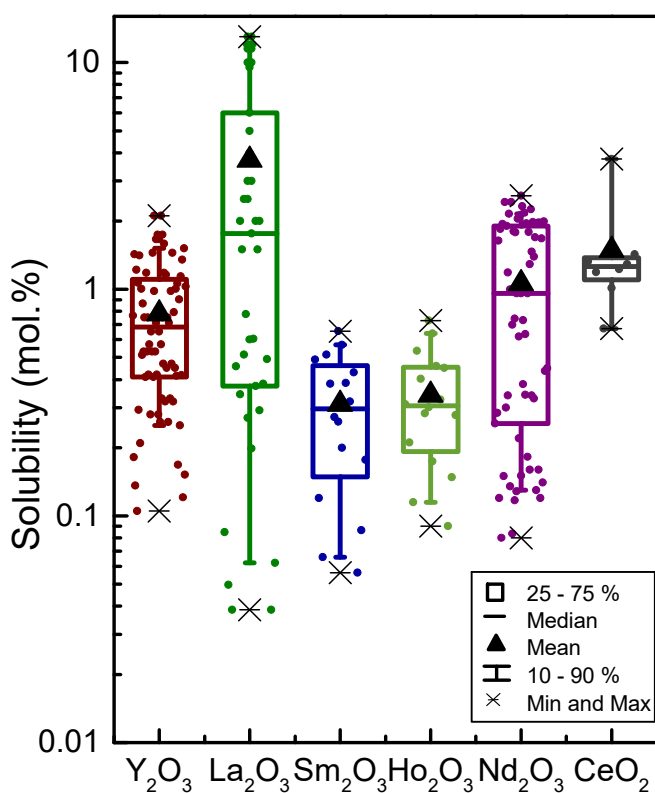 Solubility (mol.%)
10
1
0.1
0.01
Y₂O₃ La₂O₃ Sm₂O₃ Ho₂O₃ Nd₂O₃ CeO₂
25 - 75 %
Median
Mean
10 - 90 %
Min and Max